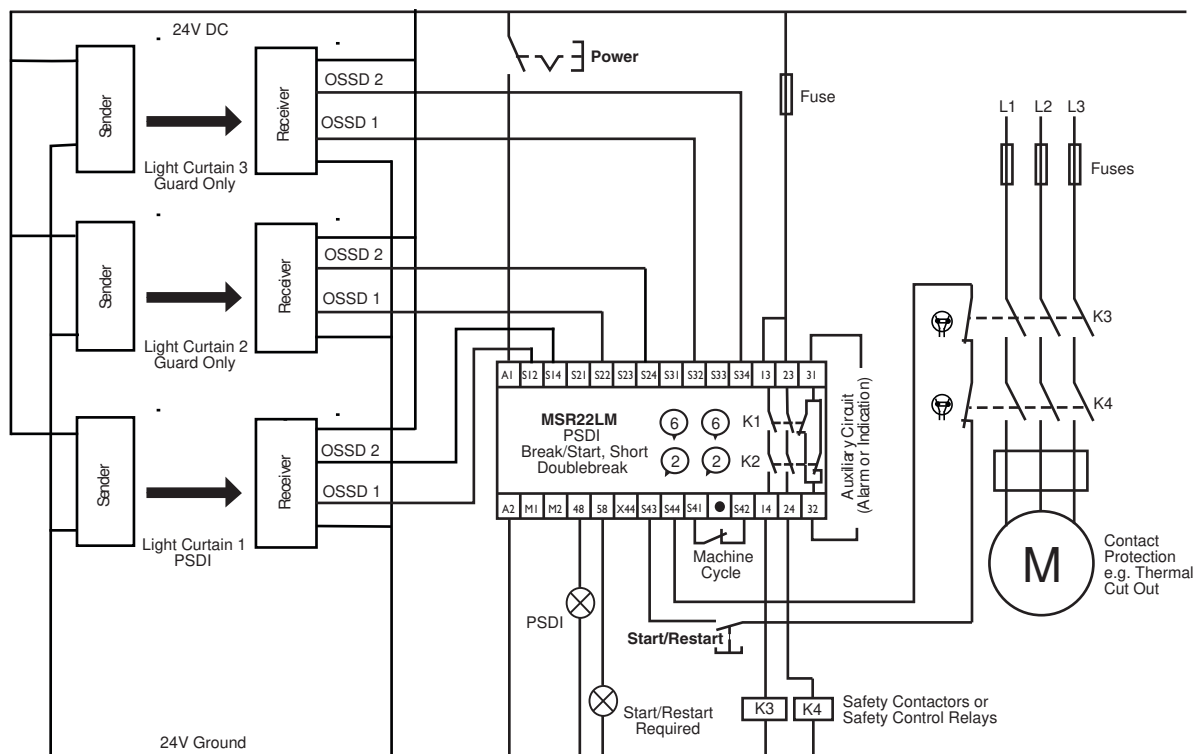 24V DC
Sender
Receiver
OSSD 2
OSSD 1
Light Curtain 3
Guard Only
Power
Fuse
L1 L2 L3
Fuses
Sender
Receiver
OSSD 2
OSSD 1
Light Curtain 2
Guard Only
K3
K4
A1 S12 S14 S21 S22 S23 S24 S31 S32 S33 S34 13 23 31
MSR22LM
PSDI
Break/Start, Short
Doublebreak
6 6
2 2
K1
K2
Auxiliary Circuit
(Alarm or Indication)
A2 M1 M2 48 58 X44 S43 S44 S41 S42 14 24 32
Sender
Receiver
OSSD 2
OSSD 1
Light Curtain 1
PSDI
Machine
Cycle
M
Contact
Protection
e.g. Thermal
Cut Out
PSDI
Start/Restart
Start/Restart
Required
K3 K4
Safety Contactors or
Safety Control Relays
24V Ground